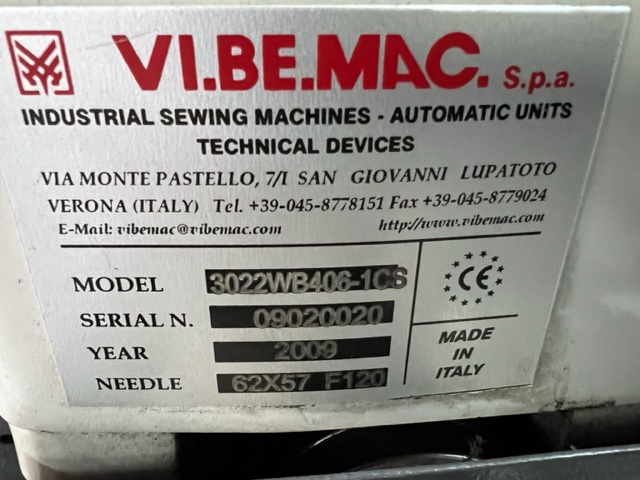 VI.BE.MAC. S.p.a.
INDUSTRIAL SEWING MACHINES - AUTOMATIC UNITS
TECHNICAL DEVICES
VIA MONTE PASTELLO, 7/I SAN GIOVANNI LUPATOTO
VERONA (ITALY) Tel. +39-045-8778151 Fax +39-045-8779024
E-Mail: vibemac@vibemac.com http://www.vibemac.com
MODEL 3022WB406-1CS
SERIAL N. 09020020
YEAR 2009
NEEDLE 62X57 F120
CE
MADE
IN
ITALY